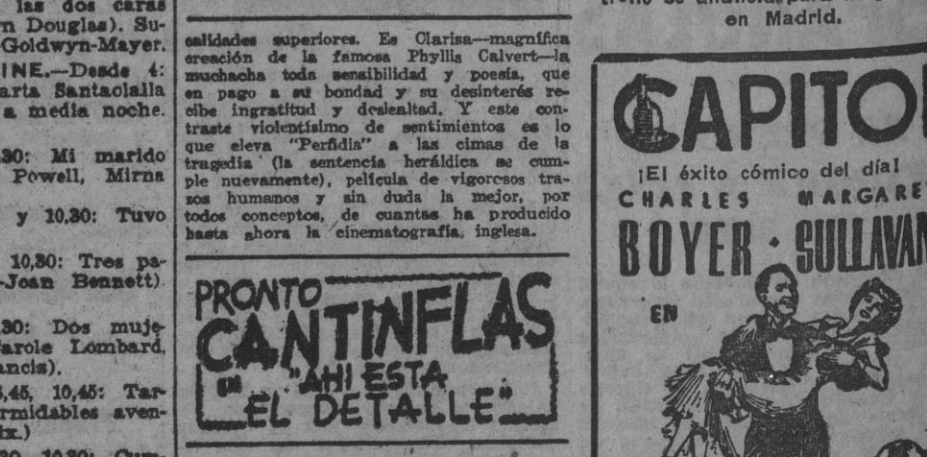 las dos caras
n Douglas). Su-
Goldwyn-Mayer.
INE.—Desde 4:
arta Santaolalla
a media noche.
30: Mi marido
Powell, Mirna
y 10,30: Tuvo
10,30: Tres pa-
-Joan Bennett).
30: Dos muje-
arole Lombard,
ancis).
,45, 10,45: Tar-
rmidables aven-
ix.)
calidades superiores. Es Clarisa—magnífica
creación de la famosa Phyllis Calvert—la
muchacha toda sensibilidad y poesía, que
en pago a su bondad y su desinterés re-
cibe ingratitud y deslealtad. Y este con-
traste violentísimo de sentimientos es lo
que eleva "Perfidia" a las cimas de la
tragedia (la sentencia heráldica se cum-
ple nuevamente), película de vigorosos tra-
zos humanos y sin duda la mejor, por
todos conceptos, de cuantas ha producido
hasta ahora la cinematografía inglesa.
PRONTO
CANTINFLAS
EN "AHI ESTA
EL DETALLE"
en Madrid.
CAPITOL
¡El éxito cómico del día!
CHARLES MARGARE
BOYER · SULLAVAN
EN